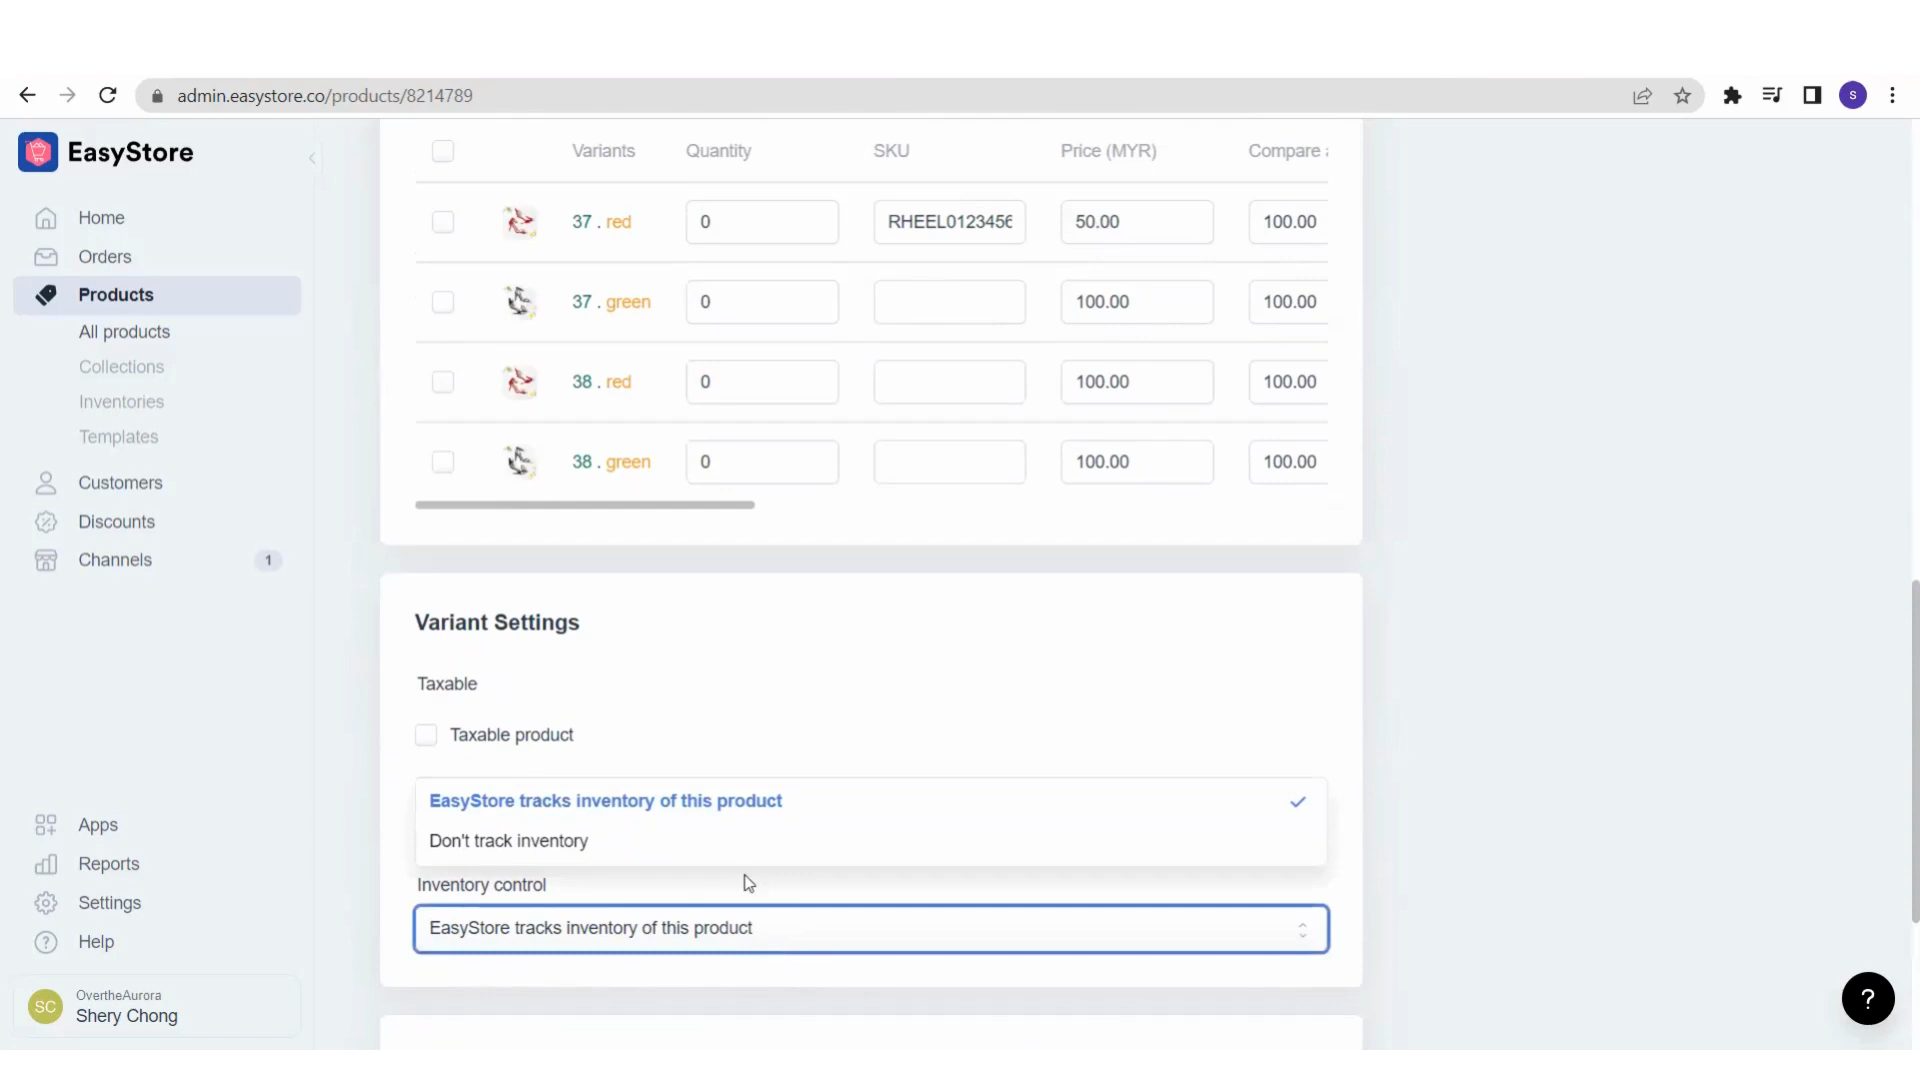 admin.easystore.co/products/8214789
S
EasyStore
Home
Orders
Products
All products
Collections
Inventories
Templates
Customers
Discounts
Channels 1
Apps
Reports
Settings
Help
SC
OvertheAurora
Shery Chong
Variants Quantity SKU Price (MYR) Compare a
37 . red 0 RHEEL0123456 50.00 100.00
37 . green 0 100.00 100.00
38 . red 0 100.00 100.00
38 . green 0 100.00 100.00
Variant Settings
Taxable
Taxable product
EasyStore tracks inventory of this product
Don't track inventory
Inventory control
EasyStore tracks inventory of this product
?